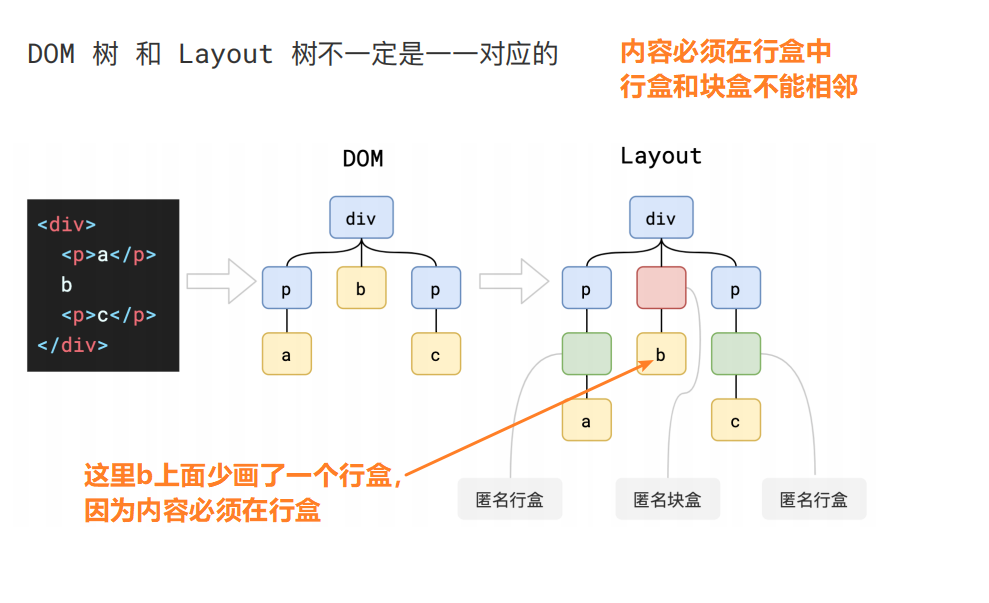 DOM 树 和 Layout 树不一定是一一对应的
内容必须在行盒中
行盒和块盒不能相邻
DOM
Layout
<div>
<p>a</p>
b
<p>c</p>
</div>
div
p
b
p
a
c
div
p
p
b
a
c
这里b上面少画了一个行盒,
因为内容必须在行盒
匿名行盒
匿名块盒
匿名行盒